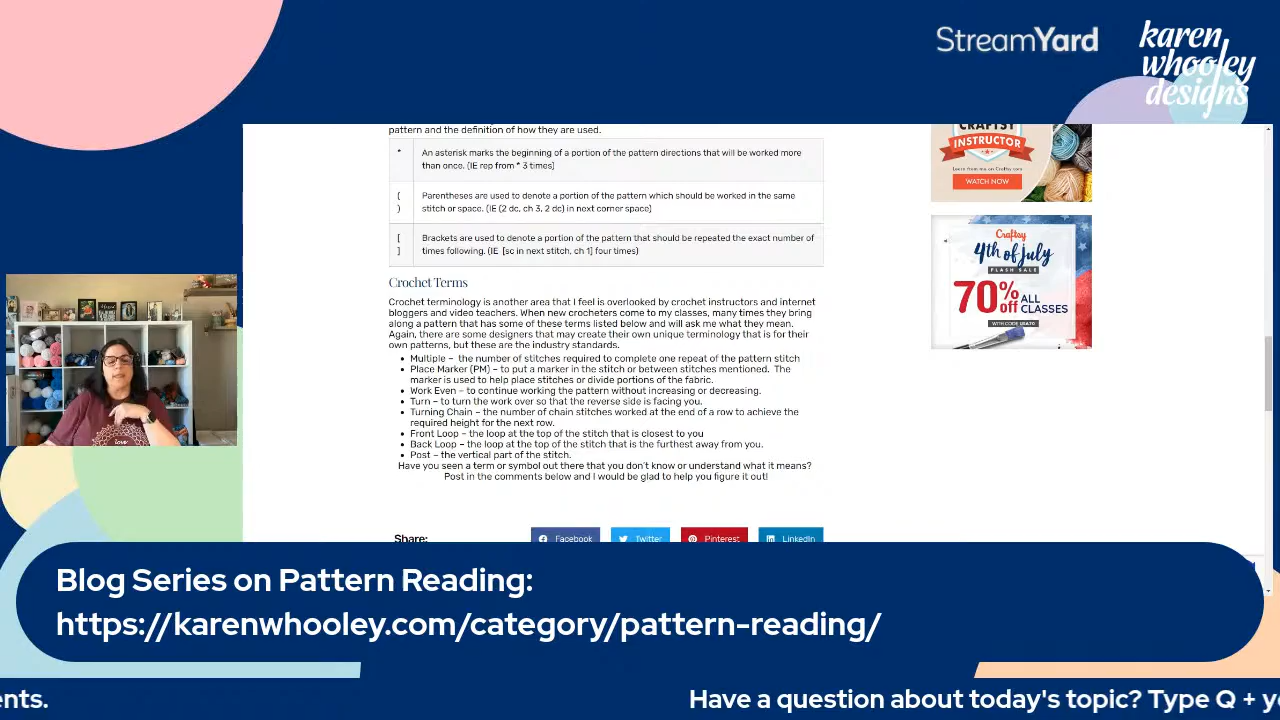 StreamYard
karen
whooley
designs
pattern and the definition of how they are used.
* An asterisk marks the beginning of a portion of the pattern directions that will be worked more
than once. (IE rep from * 3 times)
( Parentheses are used to denote a portion of the pattern which should be worked in the same
) stitch or space. (IE (2 dc, ch 3, 2 dc) in next corner space)
[ Brackets are used to denote a portion of the pattern that should be repeated the exact number of
] times following. (IE [sc in next stitch, ch 1] four times)
Crochet Terms
Crochet terminology is another area that I feel is overlooked by crochet instructors and internet
bloggers and video teachers. When new crocheters come to my classes, many times they bring
along a pattern that has some of these terms listed below and will ask me what they mean.
Again, there are some designers that may create their own unique terminology that is for their
own patterns, but these are the industry standards.
• Multiple – the number of stitches required to complete one repeat of the pattern stitch
• Place Marker (PM) – to put a marker in the stitch or between stitches mentioned. The
marker is used to help place stitches or divide portions of the fabric.
• Work Even – to continue working the pattern without increasing or decreasing.
• Turn – to turn the work over so that the reverse side is facing you.
• Turning Chain – the number of chain stitches worked at the end of a row to achieve the
required height for the next row.
• Front Loop – the loop at the top of the stitch that is closest to you
• Back Loop – the loop at the top of the stitch that is the furthest away from you.
• Post – the vertical part of the stitch.
Have you seen a term or symbol out there that you don't know or understand what it means?
Post in the comments below and I would be glad to help you figure it out!
Share:
Facebook
Twitter
Pinterest
LinkedIn
CRAFTSY
INSTRUCTOR
Learn from me on Craftsy.com
WATCH NOW
Craftsy
4th of July
FLASH SALE
70% off ALL
CLASSES
WITH CODE
Blog Series on Pattern Reading:
https://karenwhooley.com/category/pattern-reading/
ents.
Have a question about today's topic? Type Q + y